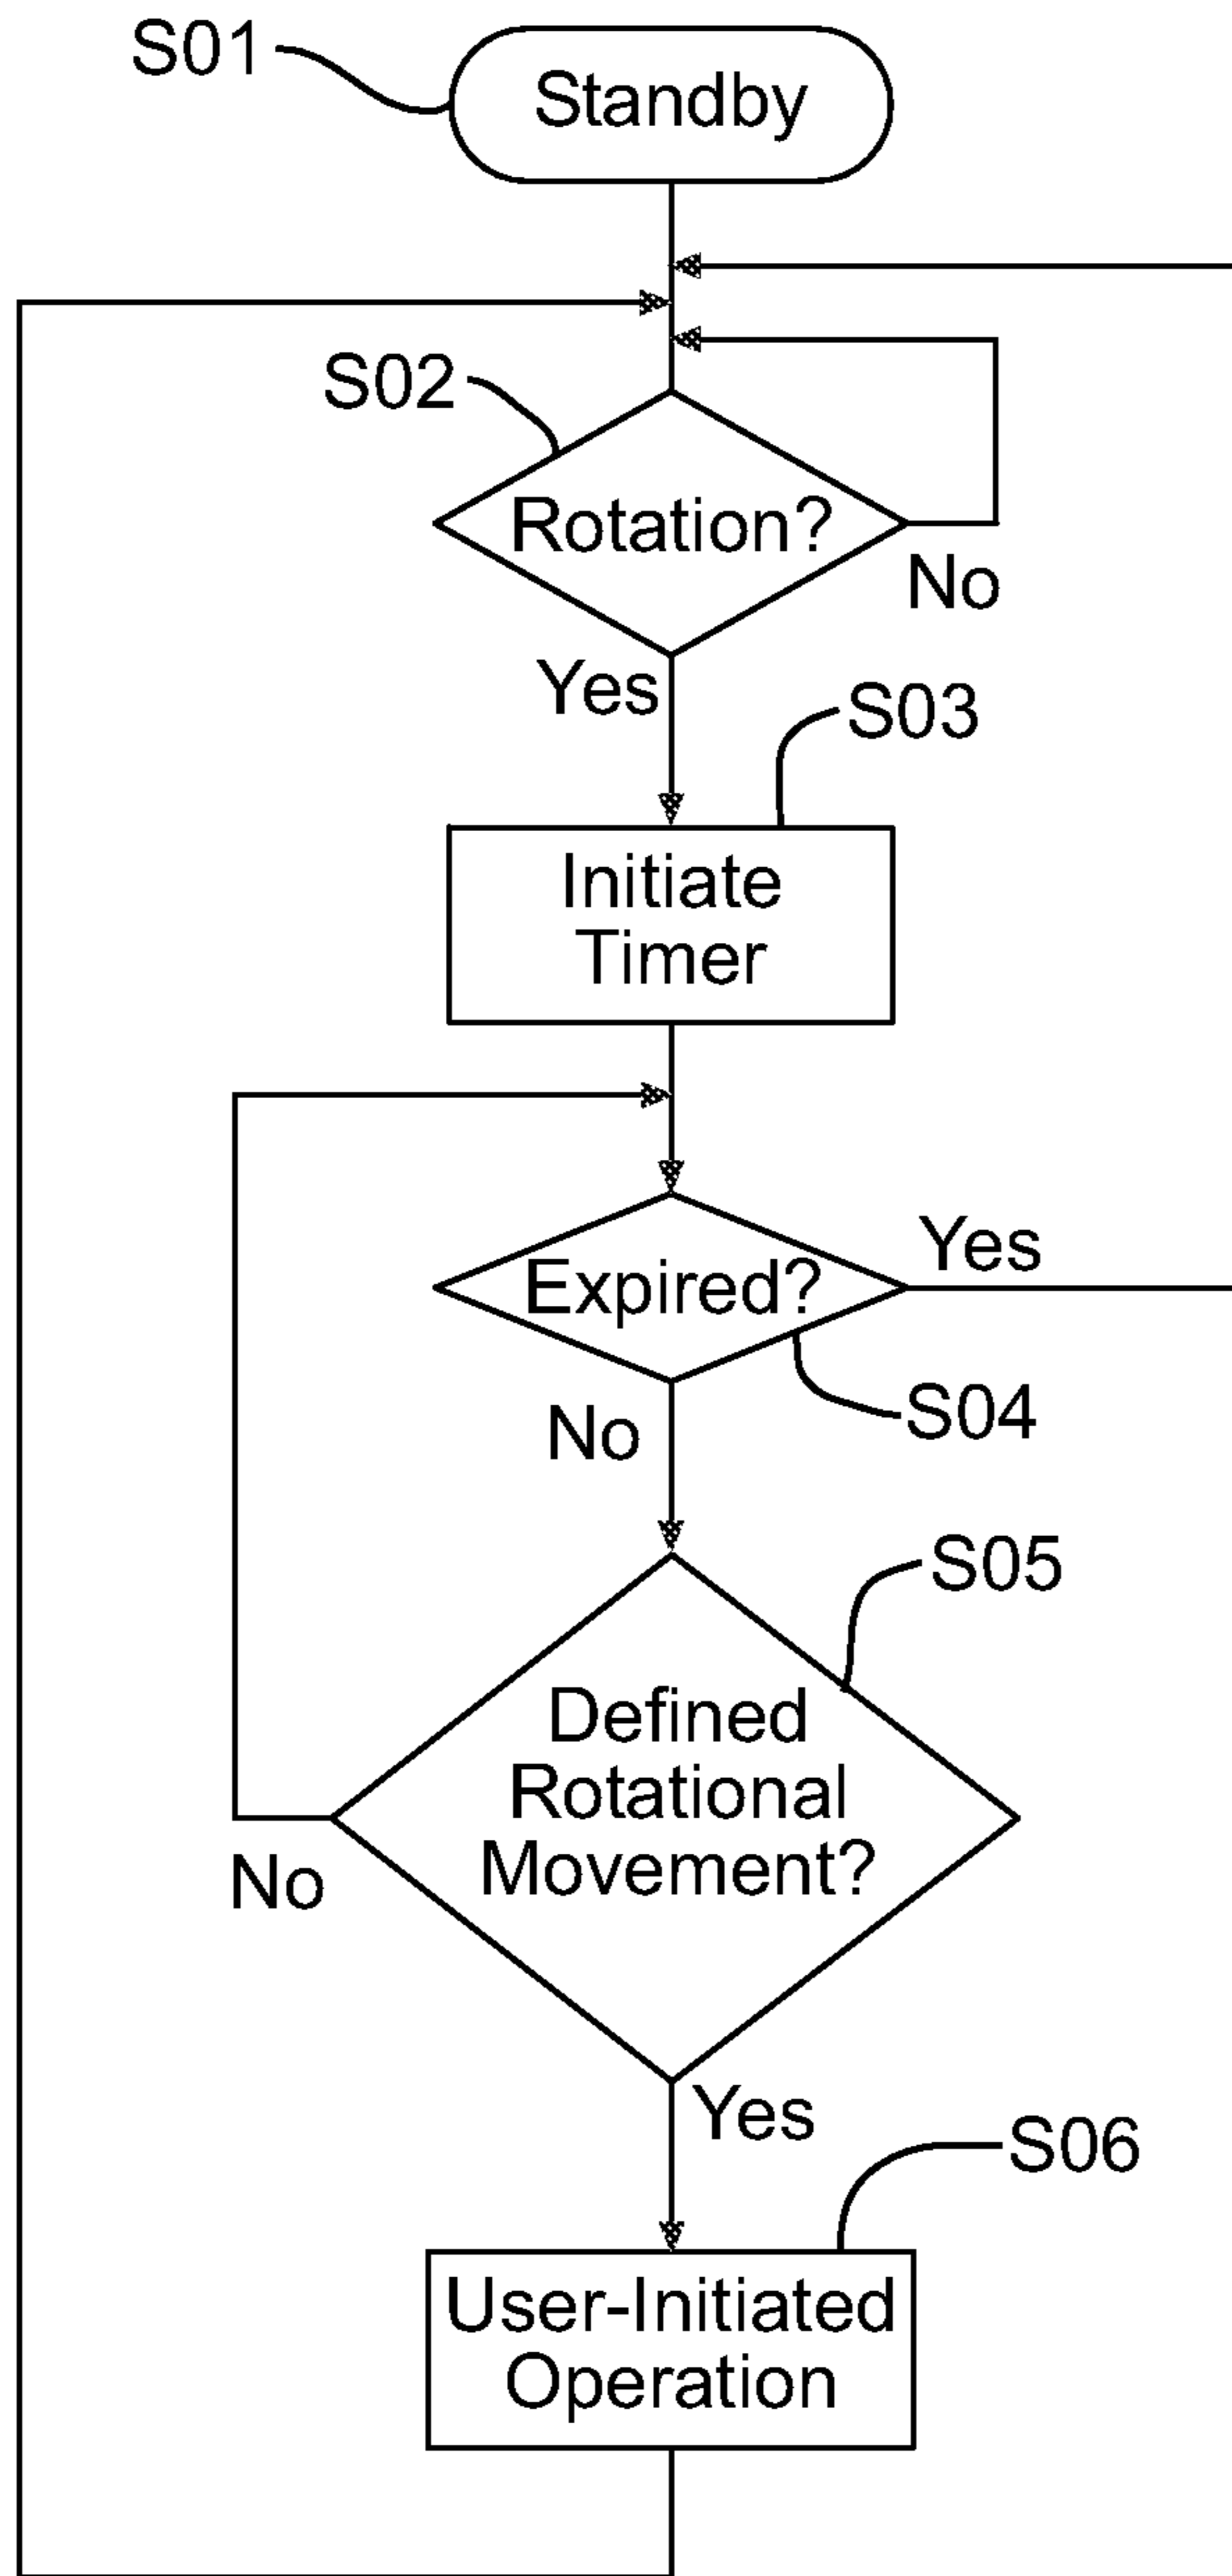 S01
Standby
S02
Rotation?
No
Yes
S03
Initiate
Timer
Expired?
Yes
No
S04
S05
Defined
Rotational
Movement?
No
Yes
S06
User-Initiated
Operation